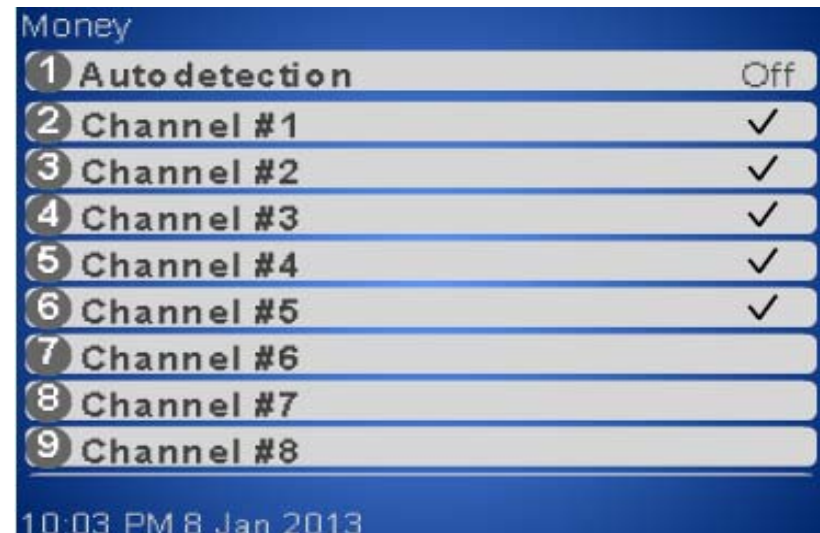 Money
1 Autodetection Off
2 Channel #1 ✓
3 Channel #2 ✓
4 Channel #3 ✓
5 Channel #4 ✓
6 Channel #5 ✓
7 Channel #6
8 Channel #7
9 Channel #8
10:03 PM 8 Jan 2013